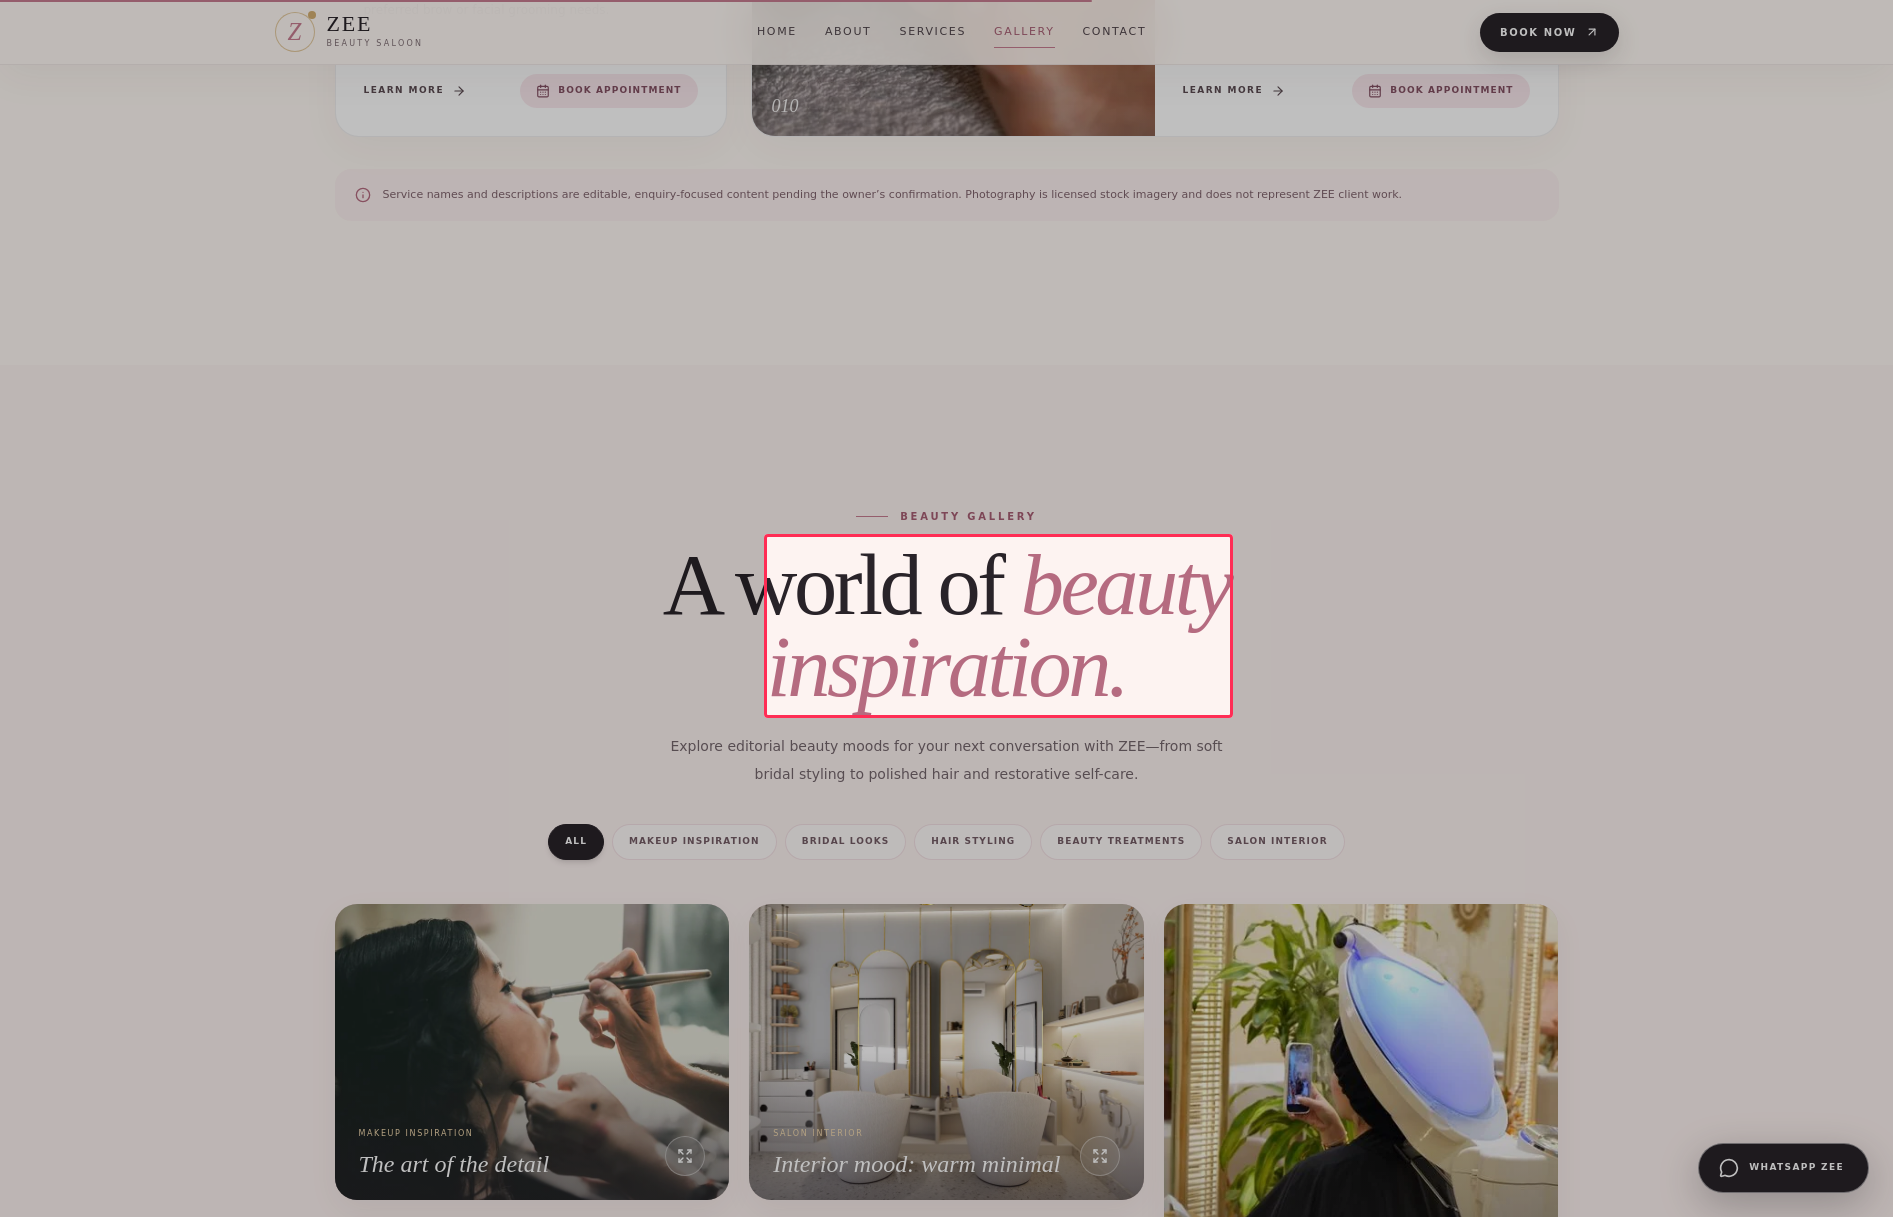 Z
ZEE
BEAUTY SALOON
HOME
ABOUT
SERVICES
GALLERY
CONTACT
BOOK NOW
LEARN MORE
BOOK APPOINTMENT
010
LEARN MORE
BOOK APPOINTMENT
Service names and descriptions are editable, enquiry-focused content pending the owner's confirmation. Photography is licensed stock imagery and does not represent ZEE client work.
BEAUTY GALLERY
A world of beauty
inspiration.
Explore editorial beauty moods for your next conversation with ZEE—from soft
bridal styling to polished hair and restorative self-care.
ALL
MAKEUP INSPIRATION
BRIDAL LOOKS
HAIR STYLING
BEAUTY TREATMENTS
SALON INTERIOR
MAKEUP INSPIRATION
The art of the detail
SALON INTERIOR
Interior mood: warm minimal
WHATSAPP ZEE